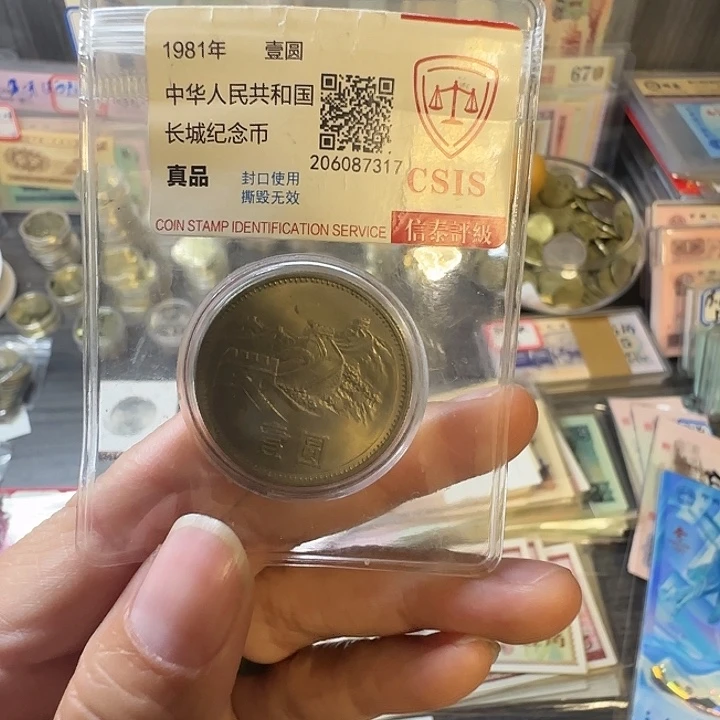 1981年 壹圆
中华人民共和国
长城纪念币
206087317
真品
封口使用
撕毁无效
CSIS
COIN STAMP IDENTIFICATION SERVICE
信泰評級
壹圆
670